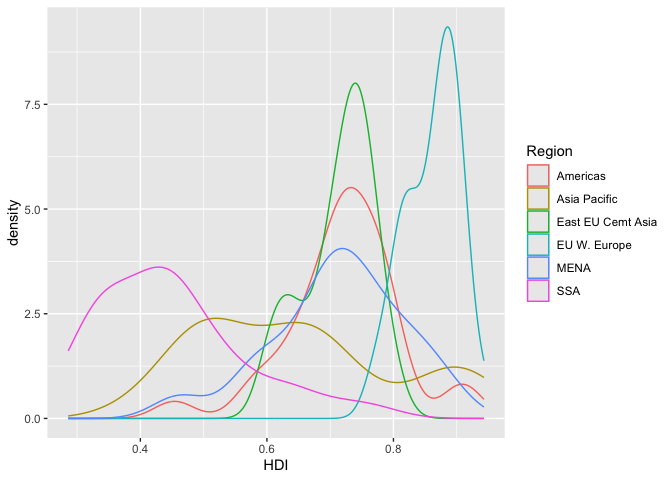 7.5
5.0
2.5
0.0
density
0.4
0.6
0.8
HDI
Region
Americas
Asia Pacific
East EU Cemt Asia
EU W. Europe
MENA
SSA